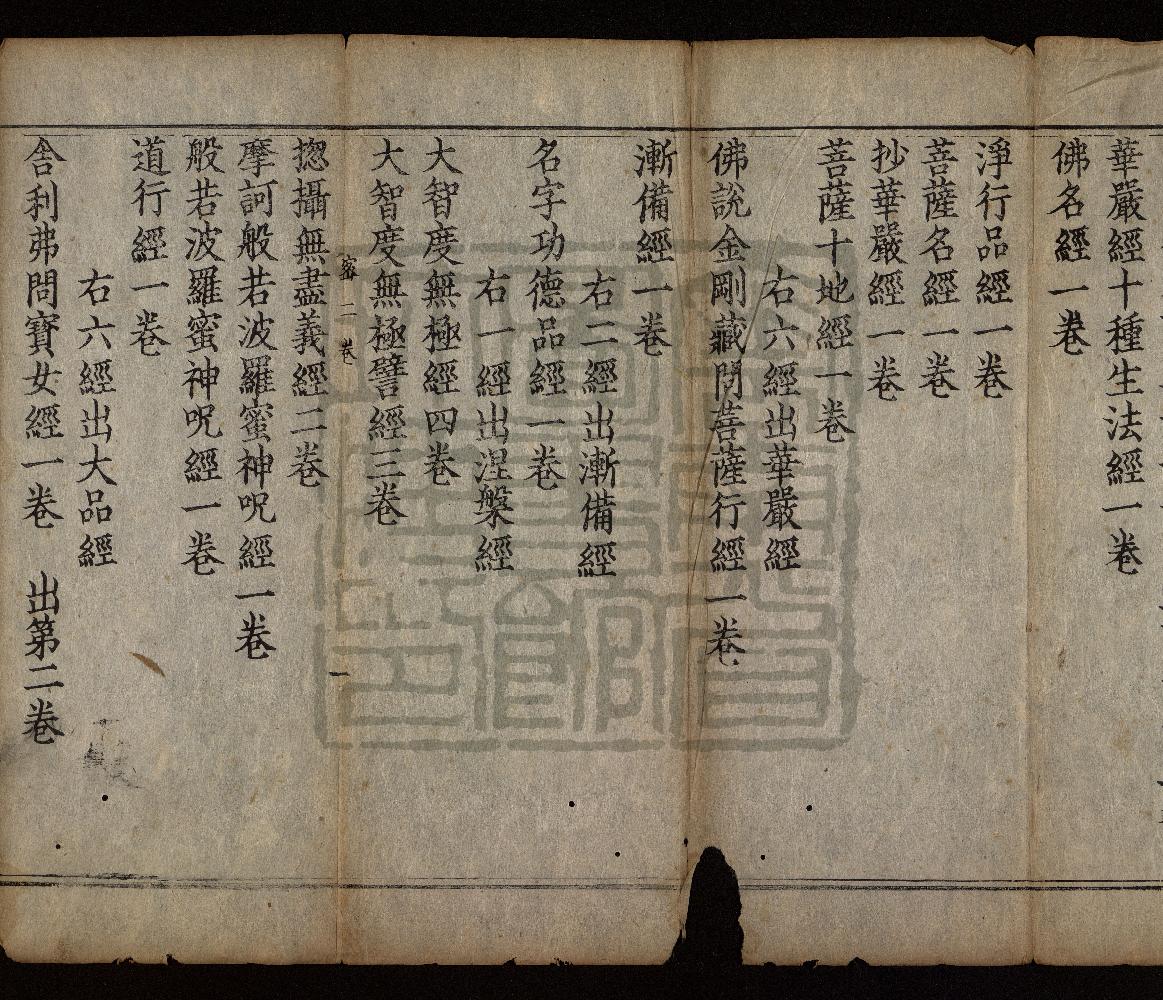 華嚴經十種生法經一卷
佛名經一卷
淨行品經一卷
菩薩名經一卷
抄華嚴經一卷
菩薩十地經一卷
右六經出華嚴經
佛說金剛藏問菩薩行經一卷
漸備經一卷
右二經出漸備經
名字功德品經一卷
右一經出涅槃經
大智度無極經四卷
大智度無極譬經三卷
密 二 卷 一
揔攝無盡義經二卷
摩訶般若波羅蜜神呪經一卷
般若波羅蜜神呪經一卷
道行經一卷
右六經出大品經
舍利弗問寶女經一卷 出第二卷